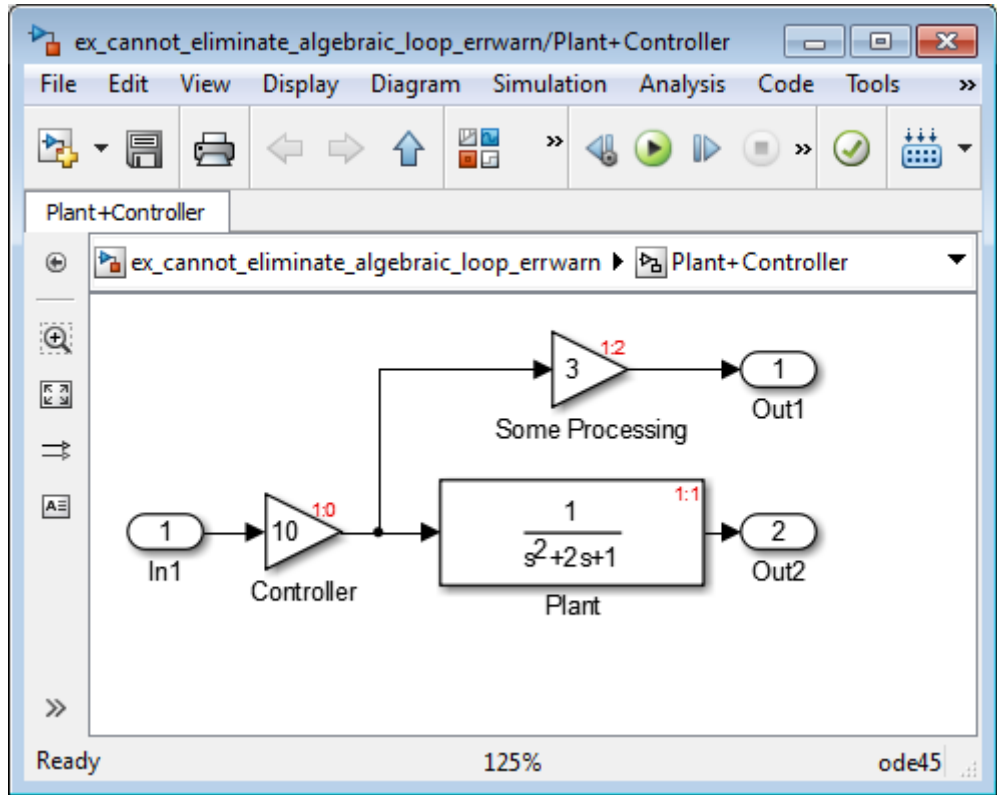 ex_cannot_eliminate_algebraic_loop_errwarn/Plant+Controller
File Edit View Display Diagram Simulation Analysis Code Tools »
» »
Plant+Controller
ex_cannot_eliminate_algebraic_loop_errwarn Plant+Controller
3 1:2
1
Out1
Some Processing
A
1
In1
10 1:0
Controller
1:1
1
s²+2s+1
Plant
2
Out2
»
Ready 125% ode45